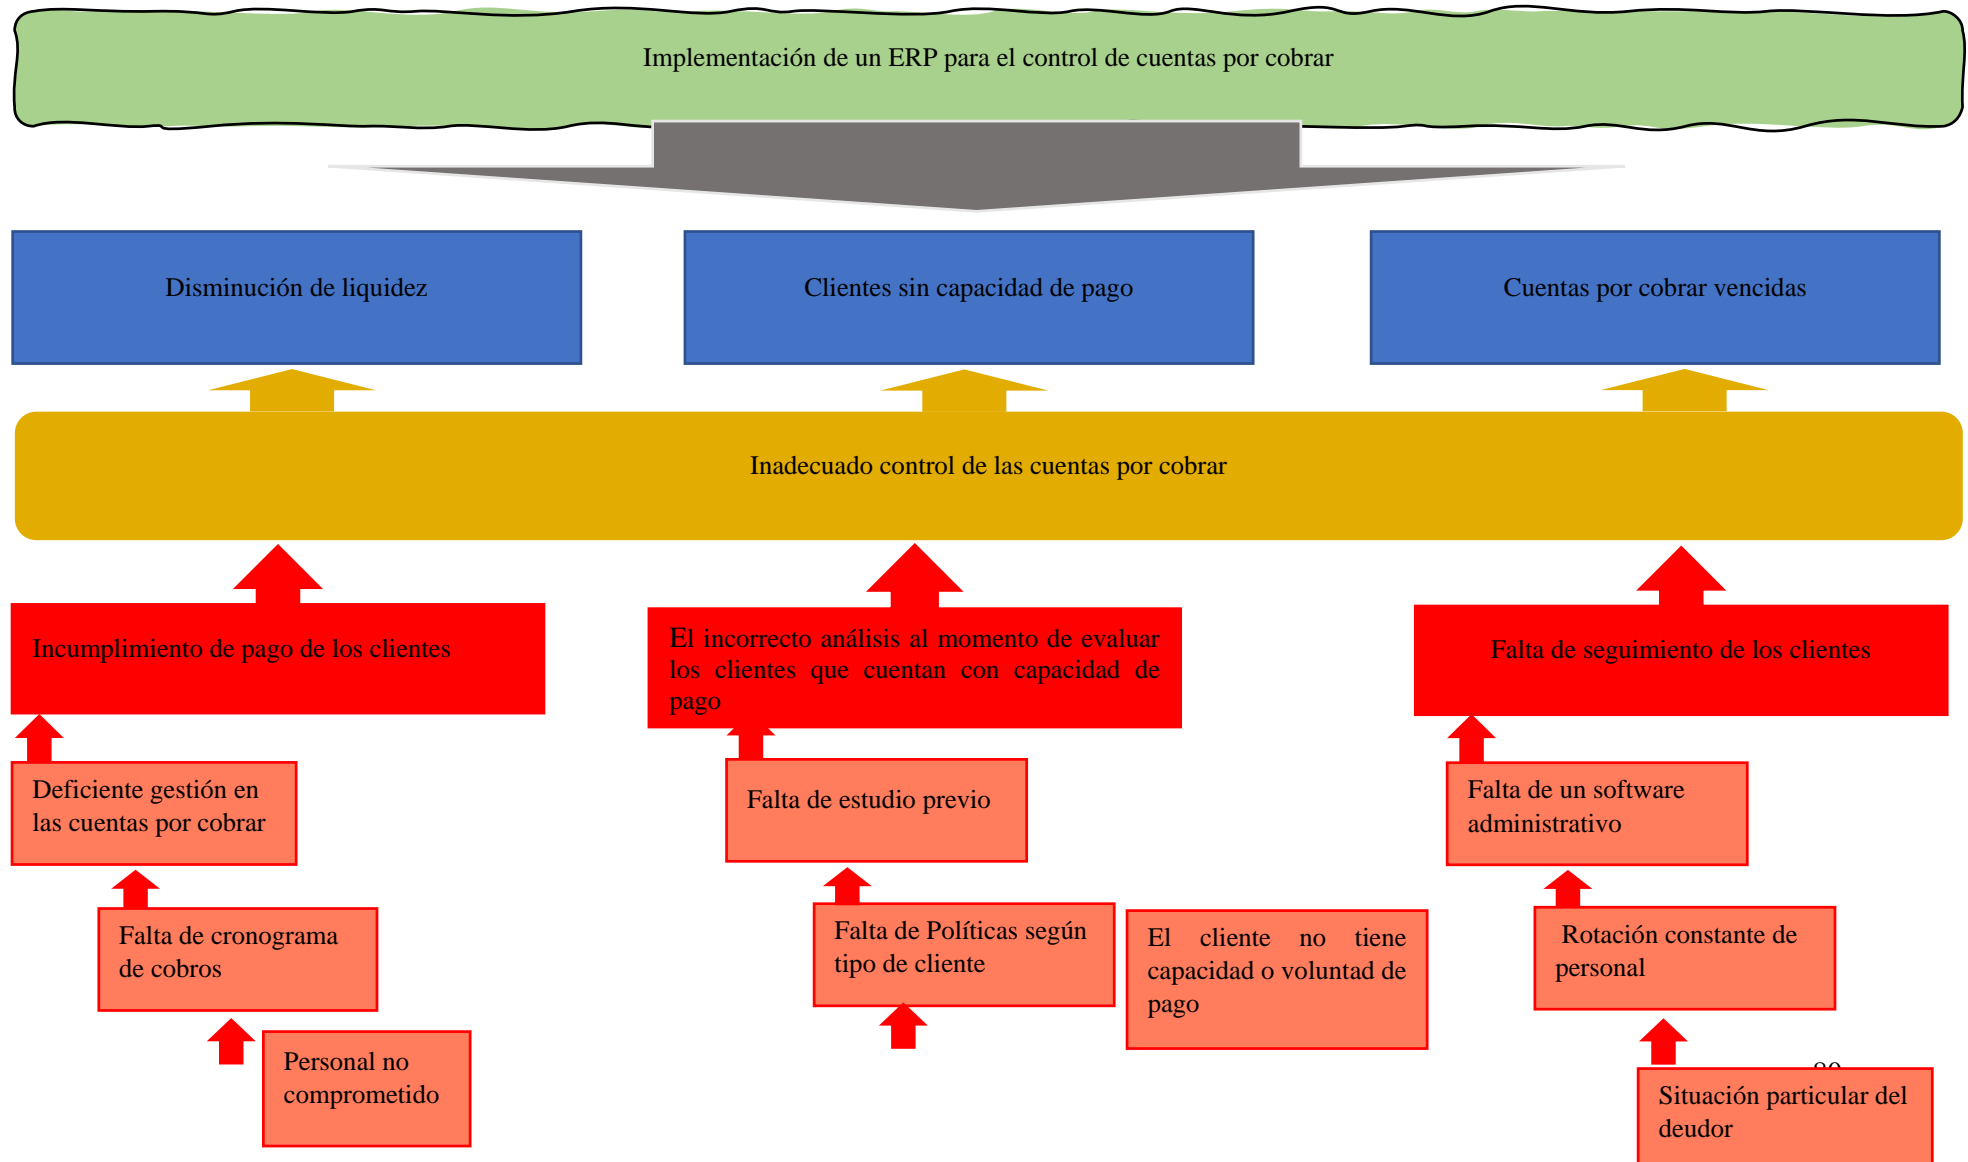 Implementación de un ERP para el control de cuentas por cobrar
Disminución de liquidez
Clientes sin capacidad de pago
Cuentas por cobrar vencidas
Inadecuado control de las cuentas por cobrar
Incumplimiento de pago de los clientes
El incorrecto análisis al momento de evaluar
los clientes que cuentan con capacidad de
pago
Falta de seguimiento de los clientes
Deficiente gestión en
las cuentas por cobrar
Falta de estudio previo
Falta de un software
administrativo
Falta de cronograma
de cobros
Falta de Políticas según
tipo de cliente
El cliente no tiene
capacidad o voluntad de
pago
Rotación constante de
personal
Personal no
comprometido
Situación particular del
deudor